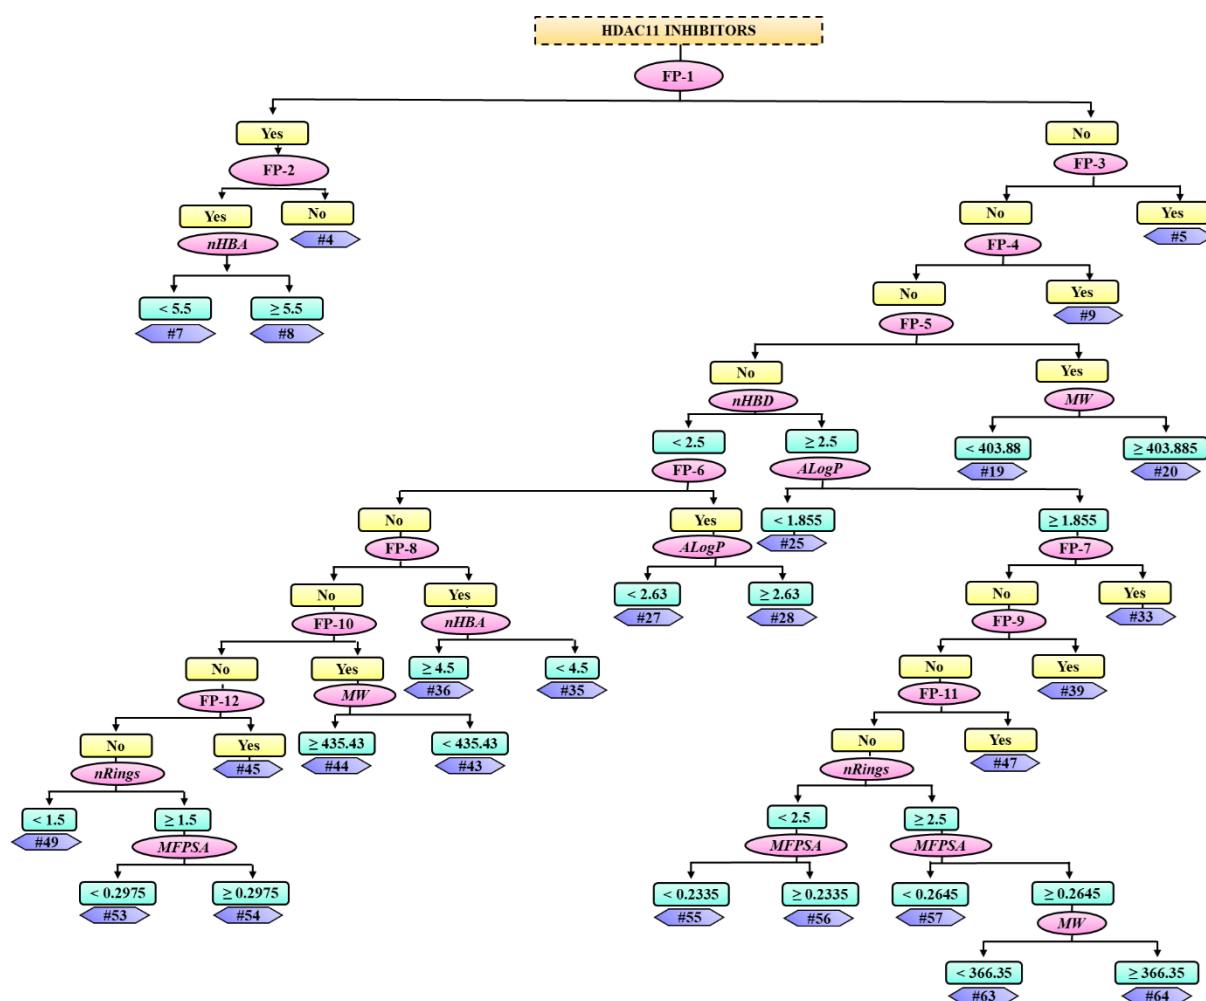 HDAC11 INHIBITORS
FP-1
Yes
No
FP-2
FP-3
Yes
No
No
Yes
nHBA
#4
FP-4
#5
< 5.5
≥ 5.5
No
Yes
#7
#8
FP-5
#9
No
Yes
nHBD
MW
< 2.5
≥ 2.5
< 403.88
≥ 403.885
FP-6
ALogP
#19
#20
No
Yes
< 1.855
≥ 1.855
FP-8
ALogP
#25
FP-7
No
Yes
< 2.63
≥ 2.63
No
Yes
FP-10
nHBA
#27
#28
FP-9
#33
No
Yes
≥ 4.5
< 4.5
No
Yes
FP-12
MW
#36
#35
FP-11
#39
No
Yes
≥ 435.43
< 435.43
No
Yes
nRings
#45
#44
#43
nRings
#47
< 1.5
≥ 1.5
< 2.5
≥ 2.5
#49
MFPSA
MFPSA
MFPSA
< 0.2975
≥ 0.2975
< 0.2335
≥ 0.2335
< 0.2645
≥ 0.2645
#53
#54
#55
#56
#57
MW
< 366.35
≥ 366.35
#63
#64